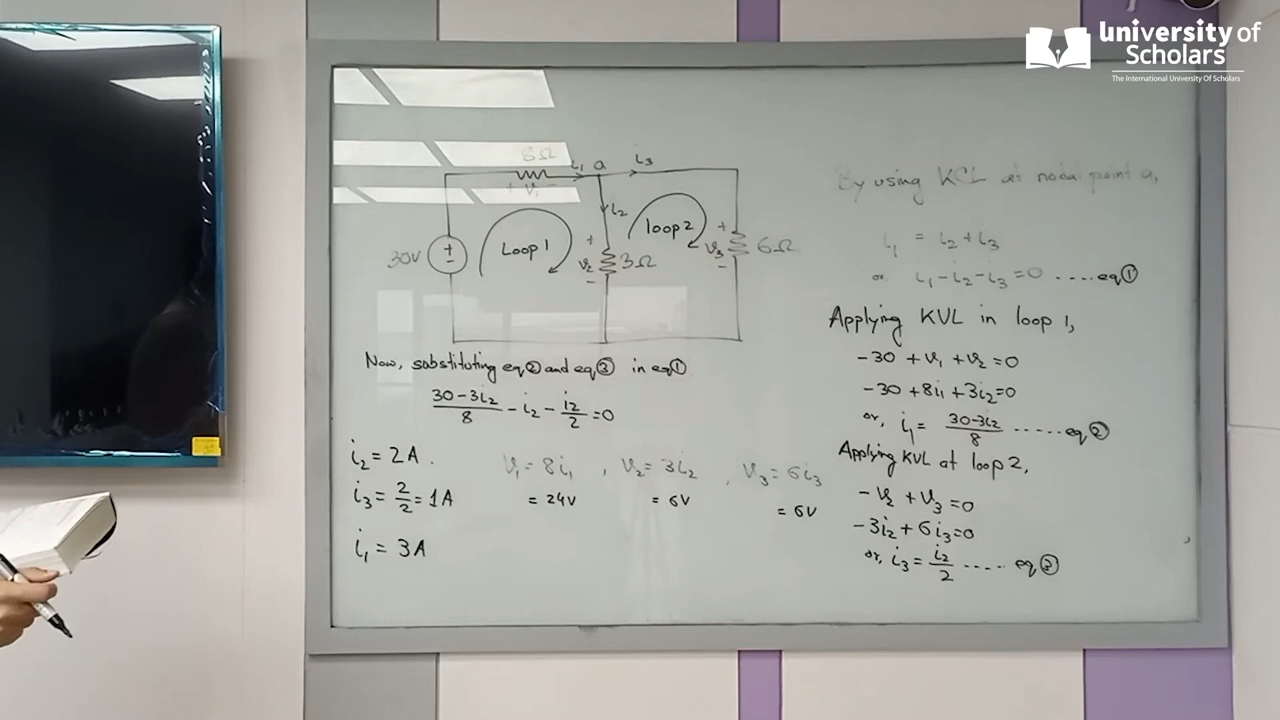 University of
Scholars
The International University Of Scholars
8Ω
i₁ a i₃
+ V₁ −
i₂
30V
+
−
Loop1
+
V₂
−
3Ω
loop2
+
V₃
−
6Ω
Now, substituting eq② and eq③ in eq①
(30-3i₂)/8 - i₂ - i₂/2 = 0
i₂ = 2A.
i₃ = 2/2 = 1A
i₁ = 3A
V₁ = 8i₁ , V₂ = 3i₂ , V₃ = 6i₃
= 24V = 6V = 6V
By using KCL at nodal point a,
i₁ = i₂ + i₃
or i₁ - i₂ - i₃ = 0 ....eq①
Applying KVL in loop 1,
-30 + V₁ + V₂ = 0
-30 + 8i₁ + 3i₂ = 0
or, i₁ = (30-3i₂)/8 ......eq②
Applying KVL at loop 2,
- V₂ + V₃ = 0
-3i₂ + 6i₃ = 0
or, i₃ = i₂/2 .... eq③